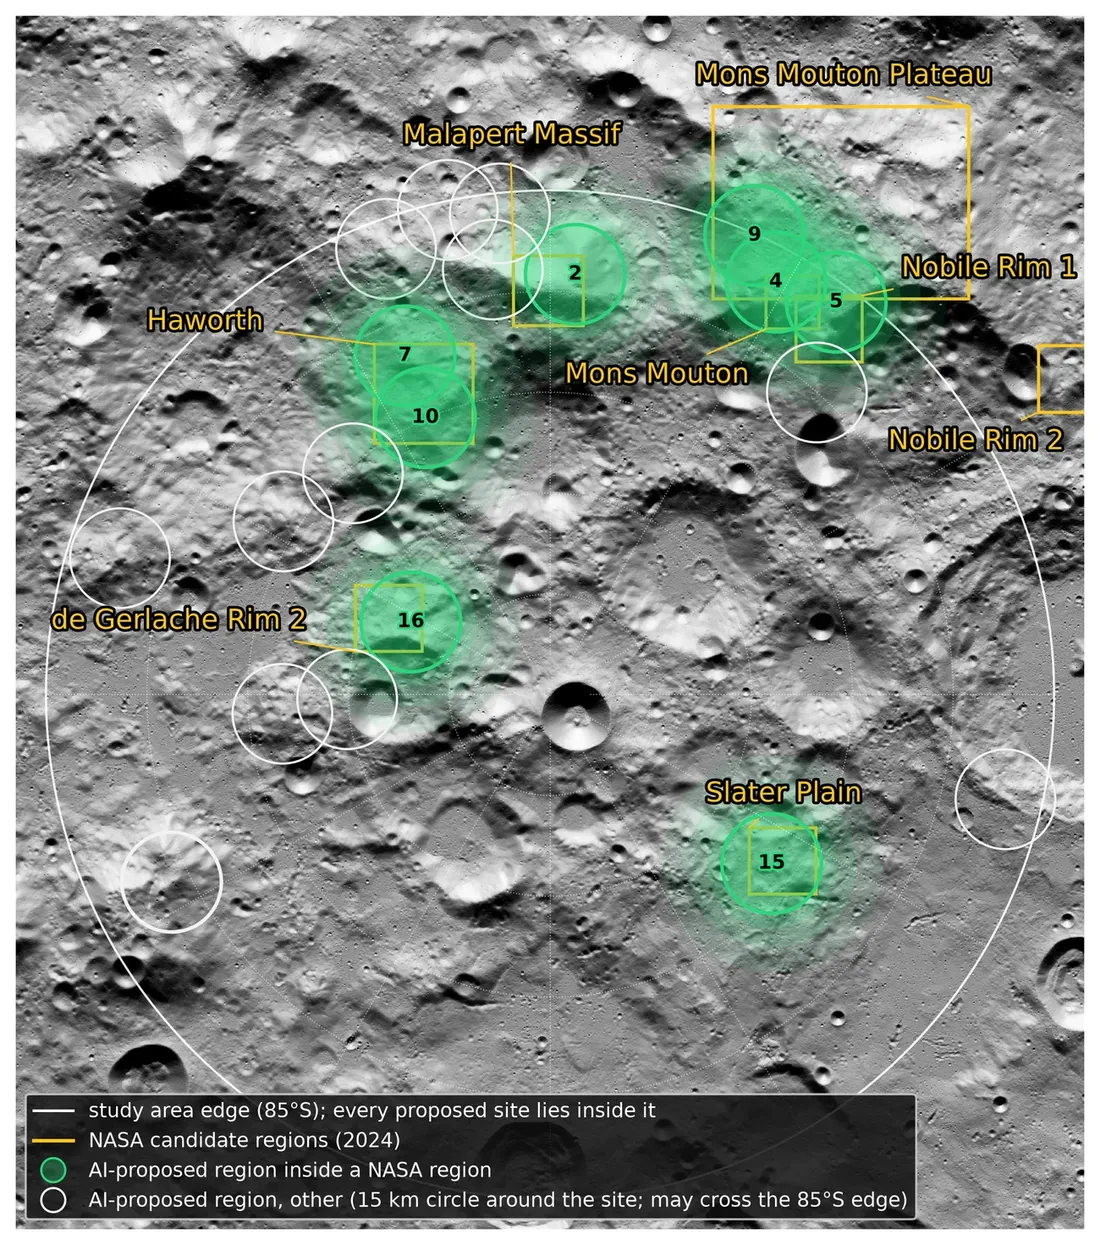 Mons Mouton Plateau
Malapert Massif
9
Nobile Rim 1
2
4
5
Haworth
7
Mons Mouton
10
Nobile Rim 2
de Gerlache Rim 2
16
Slater Plain
15
study area edge (85°S); every proposed site lies inside it
NASA candidate regions (2024)
AI-proposed region inside a NASA region
AI-proposed region, other (15 km circle around the site; may cross the 85°S edge)